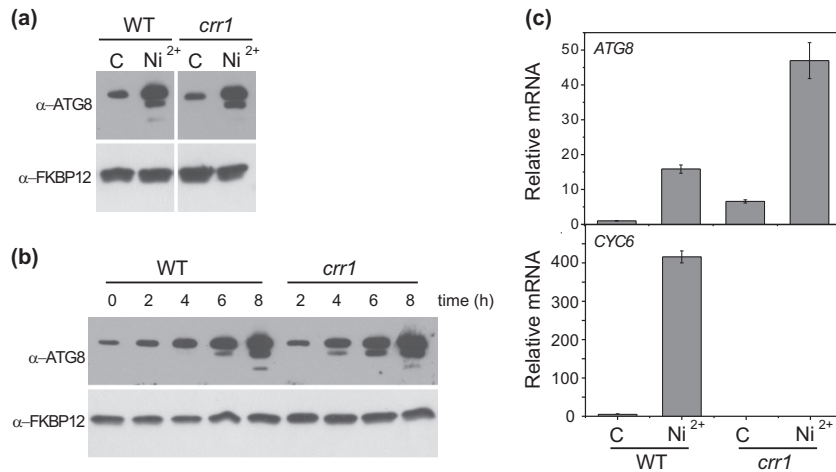 (a)
WT crr1
C Ni 2+ C Ni 2+
α–ATG8
α–FKBP12
(b)
WT crr1
0 2 4 6 8 2 4 6 8 time (h)
α–ATG8
α–FKBP12
(c)
ATG8
Relative mRNA
50
40
30
20
10
0
CYC6
Relative mRNA
400
300
200
100
0
C Ni 2+ C Ni 2+
WT crr1